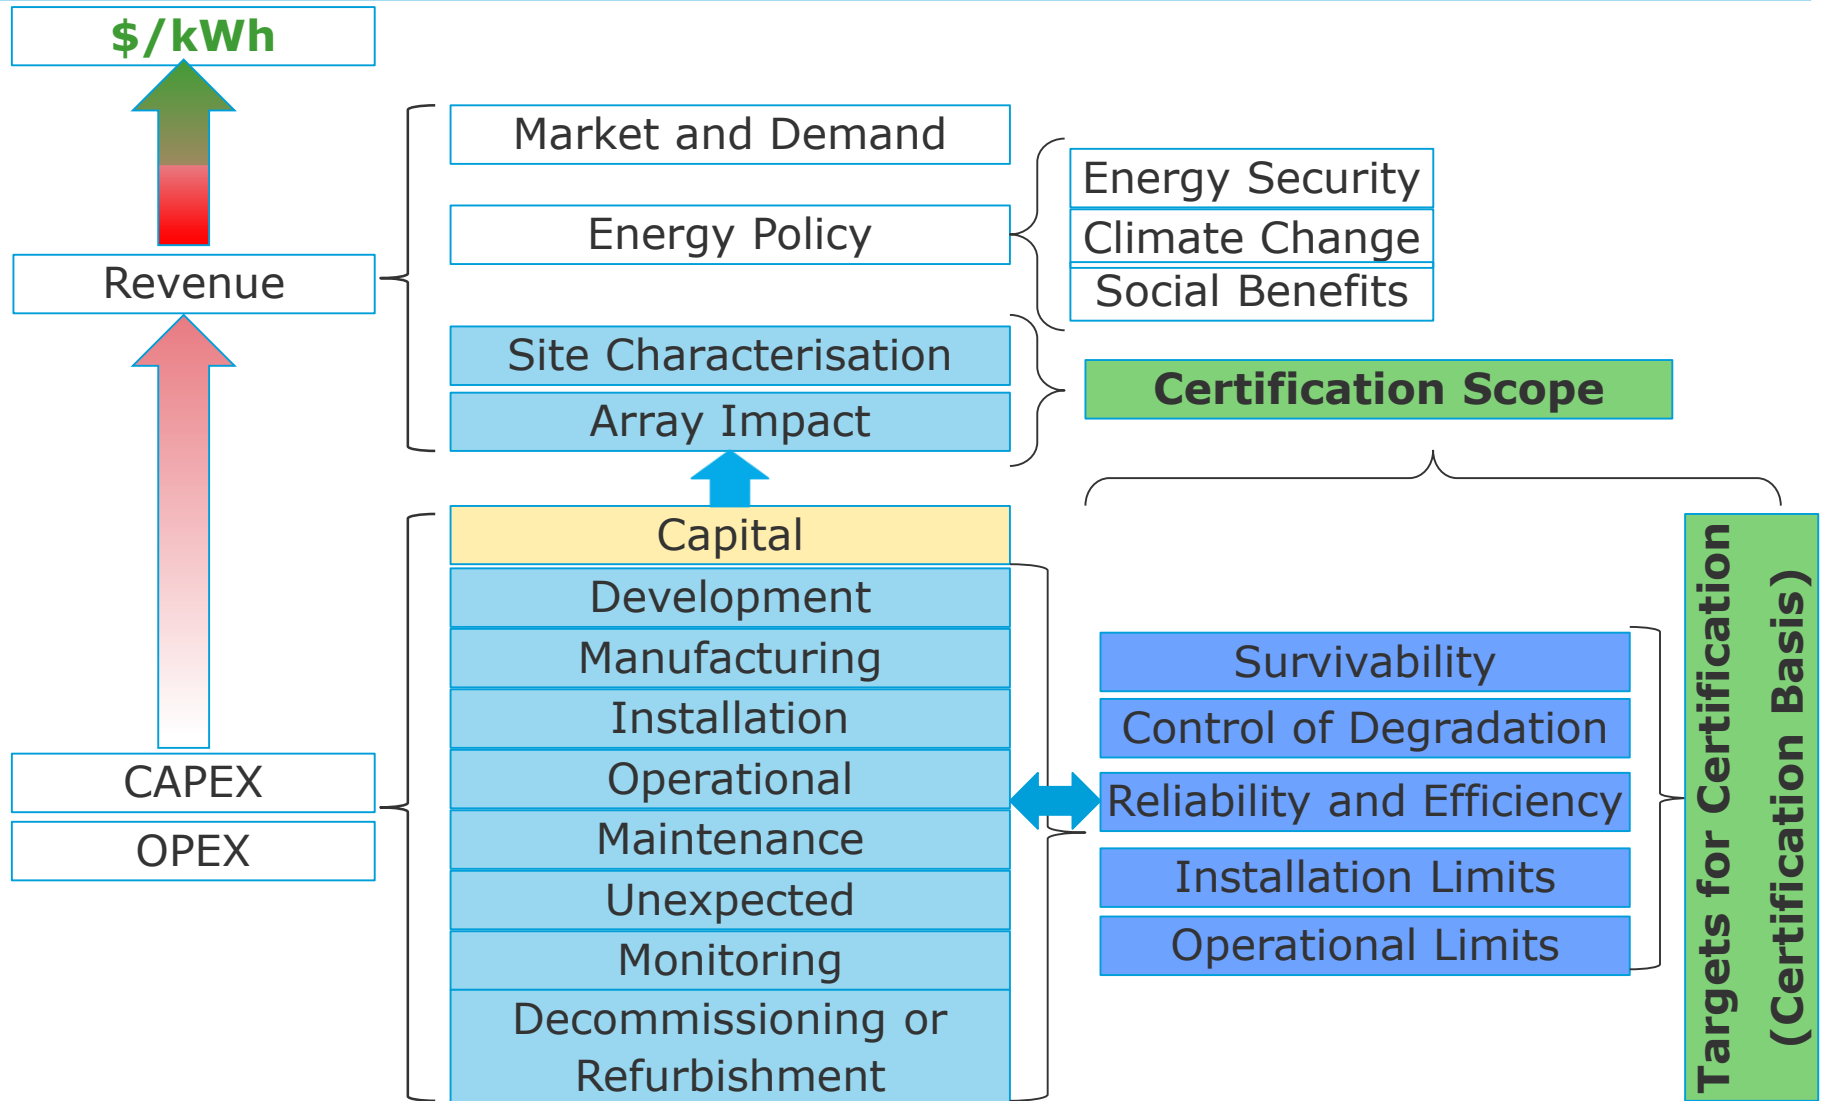 $/kWh
Revenue
CAPEX
OPEX
Market and Demand
Energy Policy
Site Characterisation
Array Impact
Energy Security
Climate Change
Social Benefits
Certification Scope
Capital
Development
Manufacturing
Installation
Operational
Maintenance
Unexpected
Monitoring
Decommissioning or
Refurbishment
Survivability
Control of Degradation
Reliability and Efficiency
Installation Limits
Operational Limits
Targets for Certification
(Certification Basis)